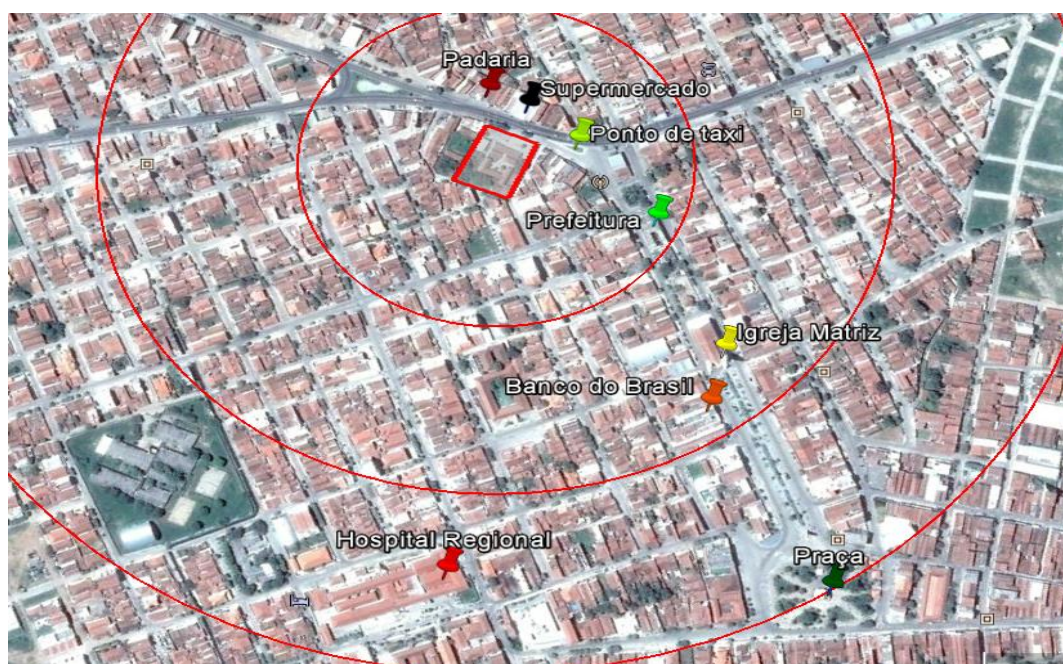 Padaria
Supermercado
Ponto de taxi
Prefeitura
Igreja Matriz
Banco do Brasil
Hospital Regional
Praça